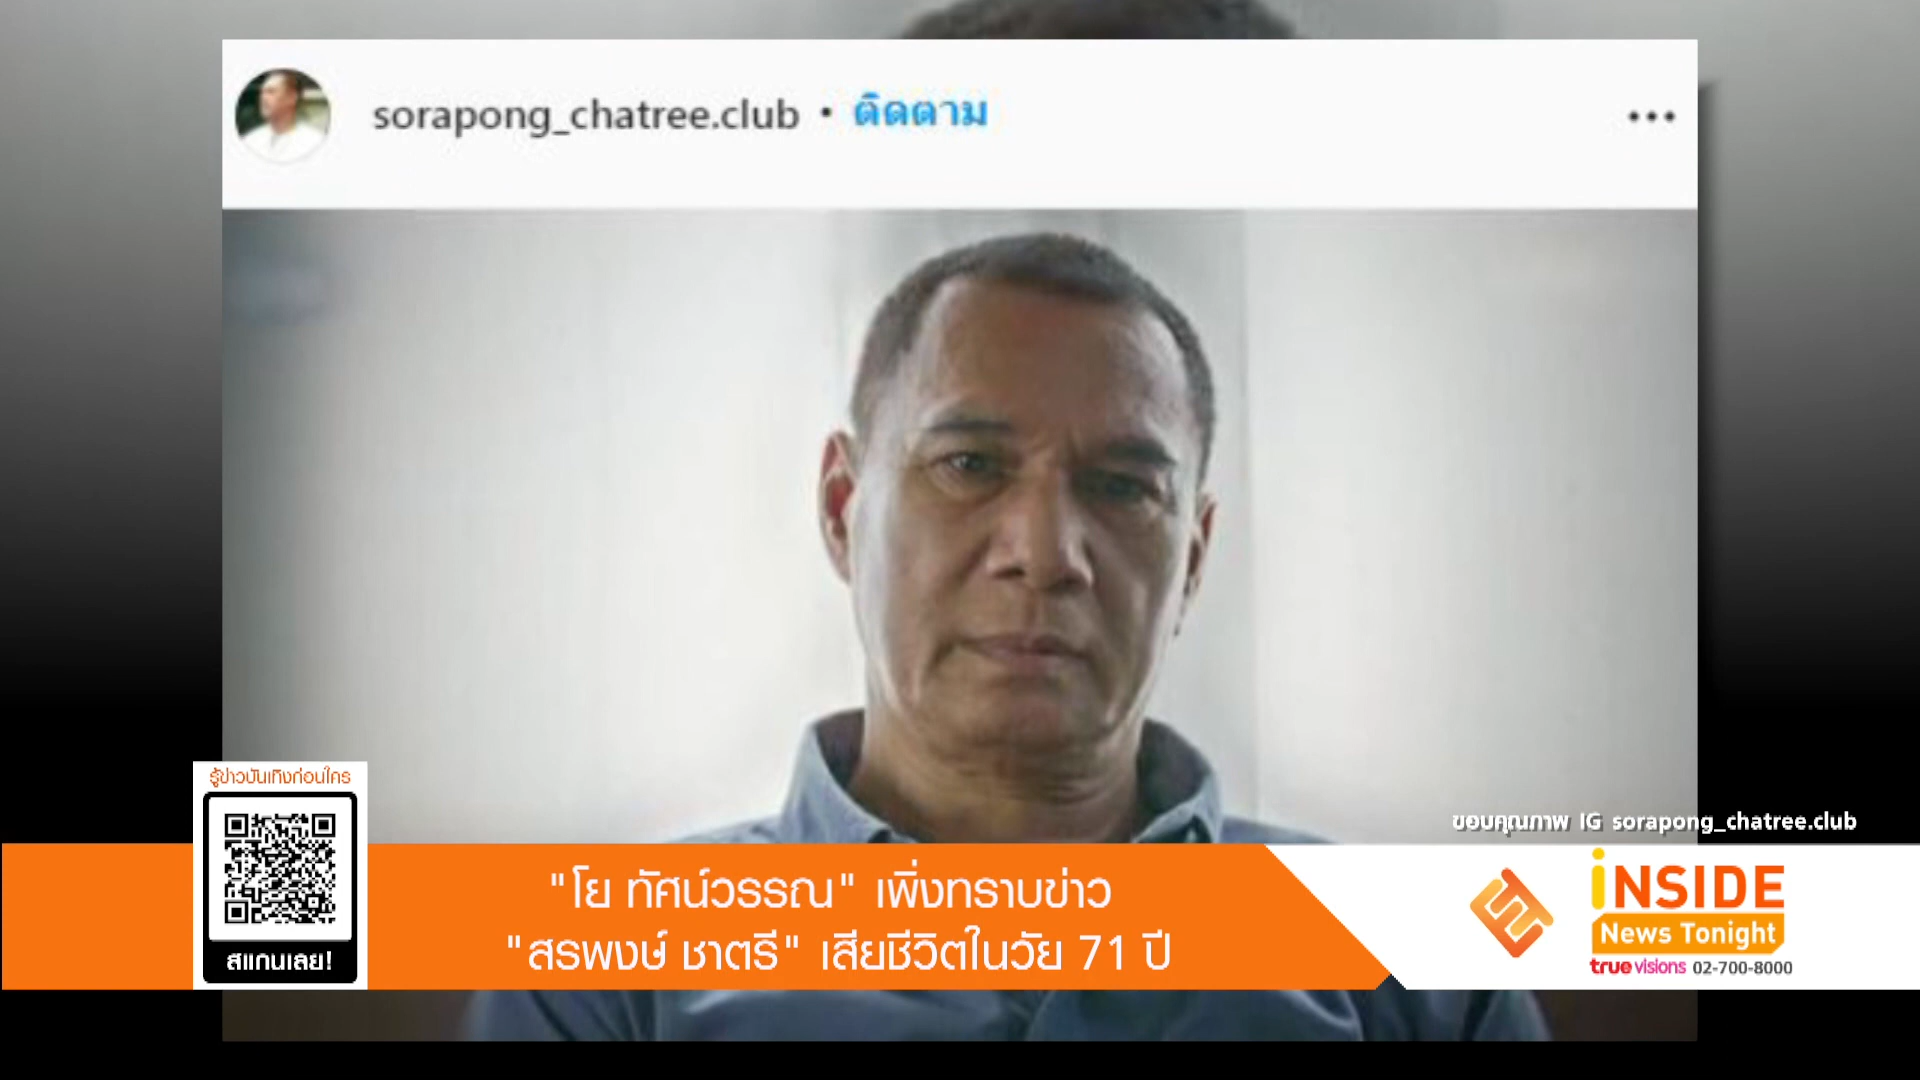 sorapong_chatree.club • ติดตาม
รู้ข่าวบันเทิงก่อนใคร
สแกนเลย!
ขอบคุณภาพ IG sorapong_chatree.club
"โย ทัศน์วรรณ" เพิ่งทราบข่าว
"สรพงษ์ ชาตรี" เสียชีวิตในวัย 71 ปี
iNSIDE
News Tonight
truevisions 02-700-8000